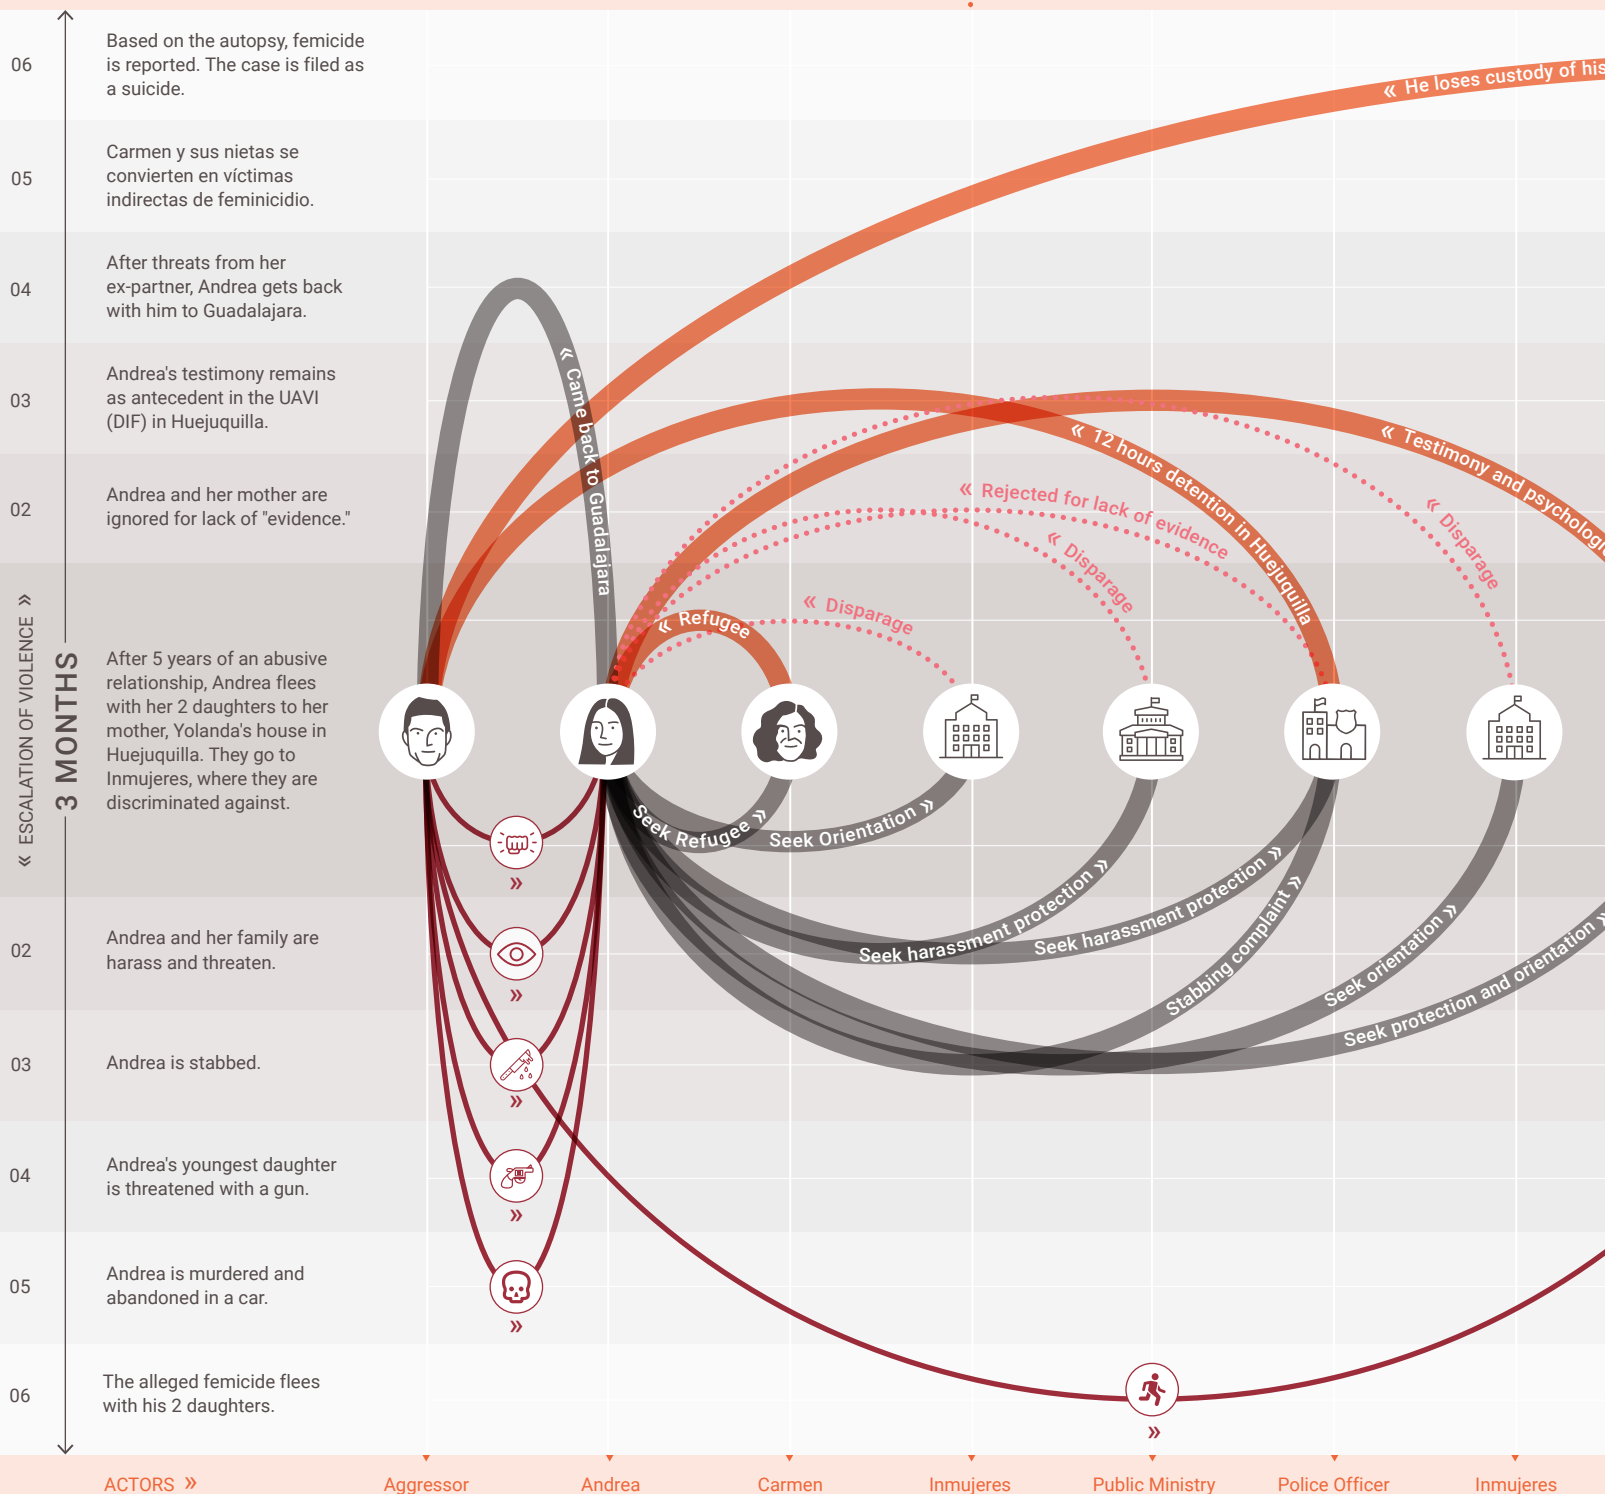 06
Based on the autopsy, femicide
is reported. The case is filed as
a suicide.
« He loses custody of his
05
Carmen y sus nietas se
convierten en víctimas
indirectas de feminicidio.
04
After threats from her
ex-partner, Andrea gets back
with him to Guadalajara.
« Came back to Guadalajara
03
Andrea's testimony remains
as antecedent in the UAVI
(DIF) in Huejuquilla.
« 12 hours detention in Huejuquilla
« Testimony and psychologi
02
Andrea and her mother are
ignored for lack of "evidence."
« Rejected for lack of evidence
« Disparage
« Disparage
« Disparage
« Refugee
« ESCALATION OF VIOLENCE »
3 MONTHS
After 5 years of an abusive
relationship, Andrea flees
with her 2 daughters to her
mother, Yolanda's house in
Huejuquilla. They go to
Inmujeres, where they are
discriminated against.
Seek Refugee »
Seek Orientation »
»
Seek harassment protection »
Seek harassment protection »
Stabbing complaint »
Seek orientation »
Seek protection and orientation »
02
Andrea and her family are
harass and threaten.
»
03
Andrea is stabbed.
»
04
Andrea's youngest daughter
is threatened with a gun.
»
05
Andrea is murdered and
abandoned in a car.
»
06
The alleged femicide flees
with his 2 daughters.
»
ACTORS »
Aggressor
Andrea
Carmen
Inmujeres
Public Ministry
Police Officer
Inmujeres